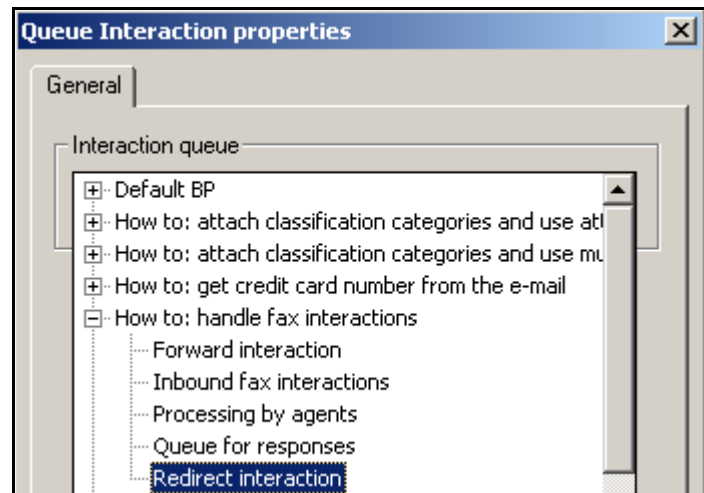 Queue Interaction properties
General
Interaction queue
Default BP
How to: attach classification categories and use
How to: attach classification categories and use
How to: get credit card number from the e-mail
How to: handle fax interactions
Forward interaction
Inbound fax interactions
Processing by agents
Queue for responses
Redirect interaction